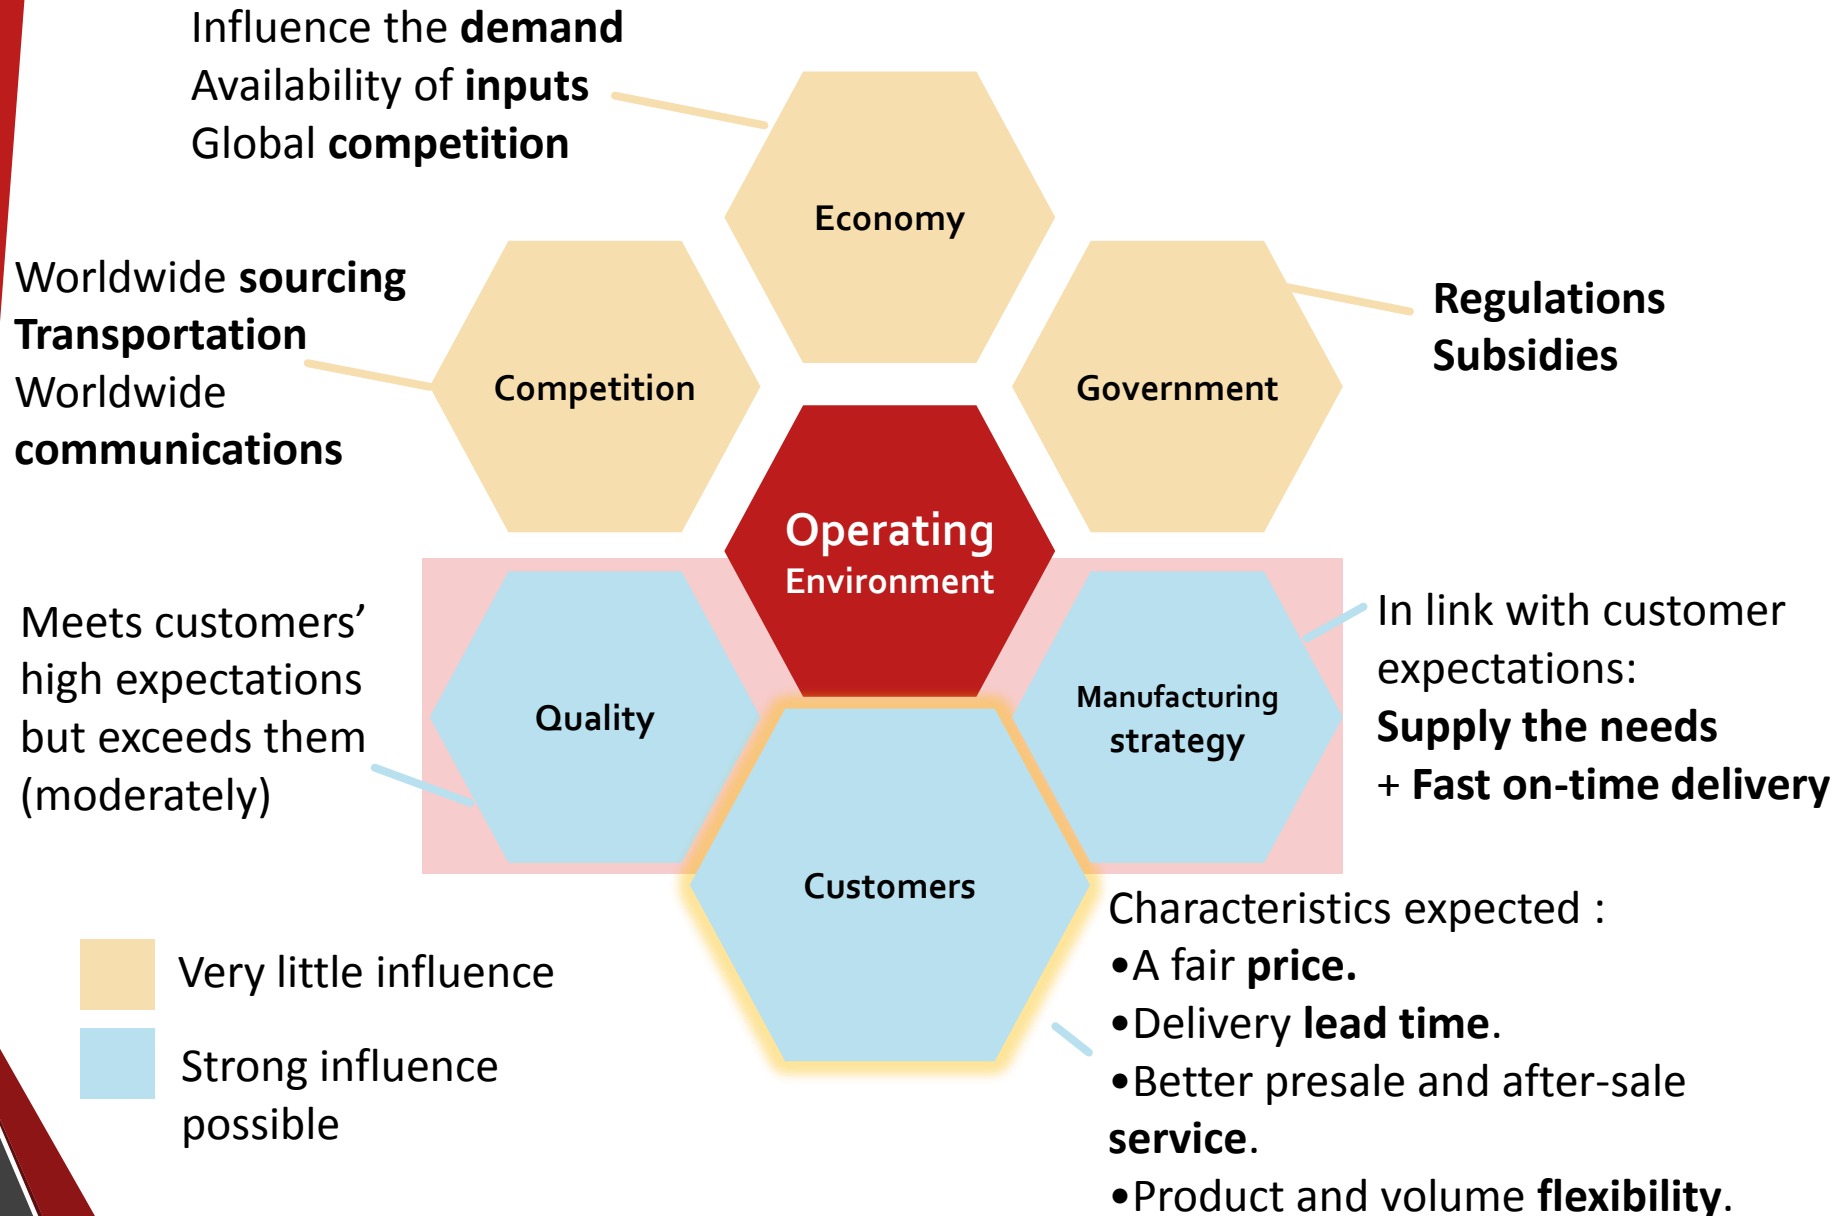 Influence the demand
Availability of inputs
Global competition
Economy
Worldwide sourcing
Transportation
Worldwide
communications
Competition
Government
Regulations
Subsidies
Operating
Environment
Meets customers’
high expectations
but exceeds them
(moderately)
Quality
Manufacturing
strategy
In link with customer
expectations:
Supply the needs
+ Fast on-time delivery
Customers
Characteristics expected :
•A fair price.
•Delivery lead time.
•Better presale and after-sale
service.
•Product and volume flexibility.
Very little influence
Strong influence
possible